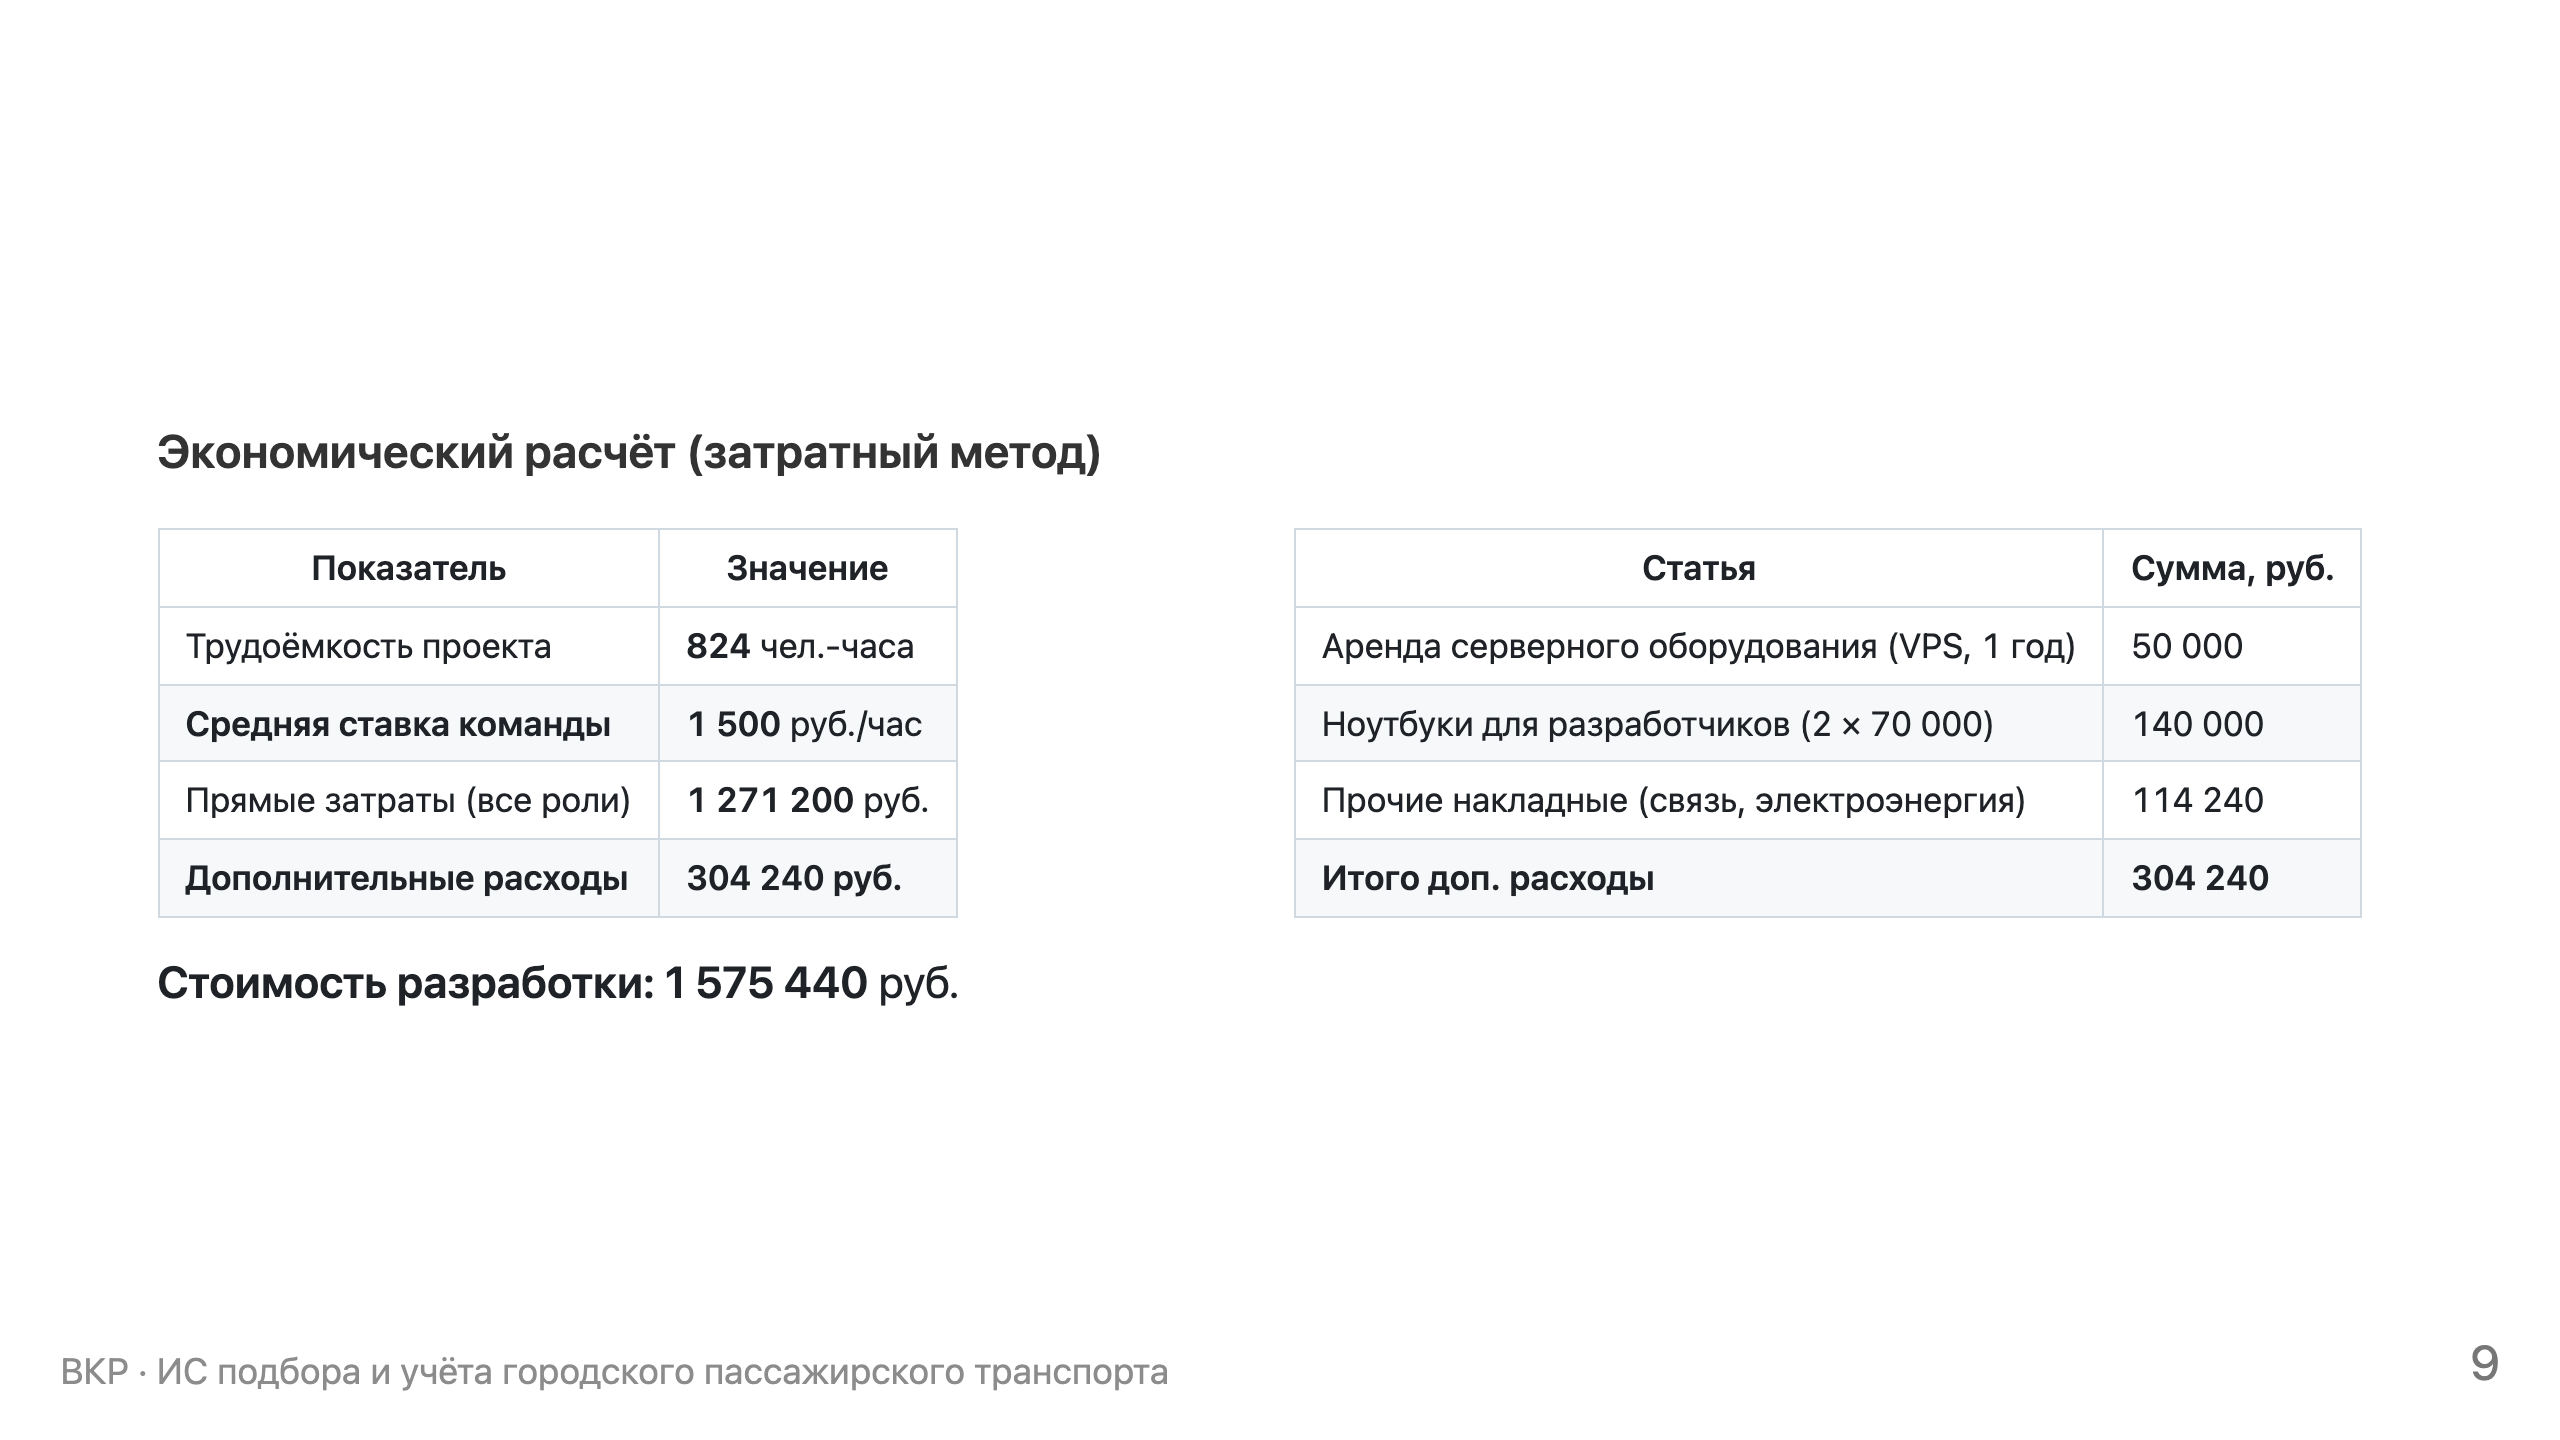 Экономический расчёт (затратный метод)
Показатель Значение
Трудоёмкость проекта 824 чел.-часа
Средняя ставка команды 1 500 руб./час
Прямые затраты (все роли) 1 271 200 руб.
Дополнительные расходы 304 240 руб.
Статья Сумма, руб.
Аренда серверного оборудования (VPS, 1 год) 50 000
Ноутбуки для разработчиков (2 × 70 000) 140 000
Прочие накладные (связь, электроэнергия) 114 240
Итого доп. расходы 304 240
Стоимость разработки: 1 575 440 руб.
ВКР · ИС подбора и учёта городского пассажирского транспорта
9